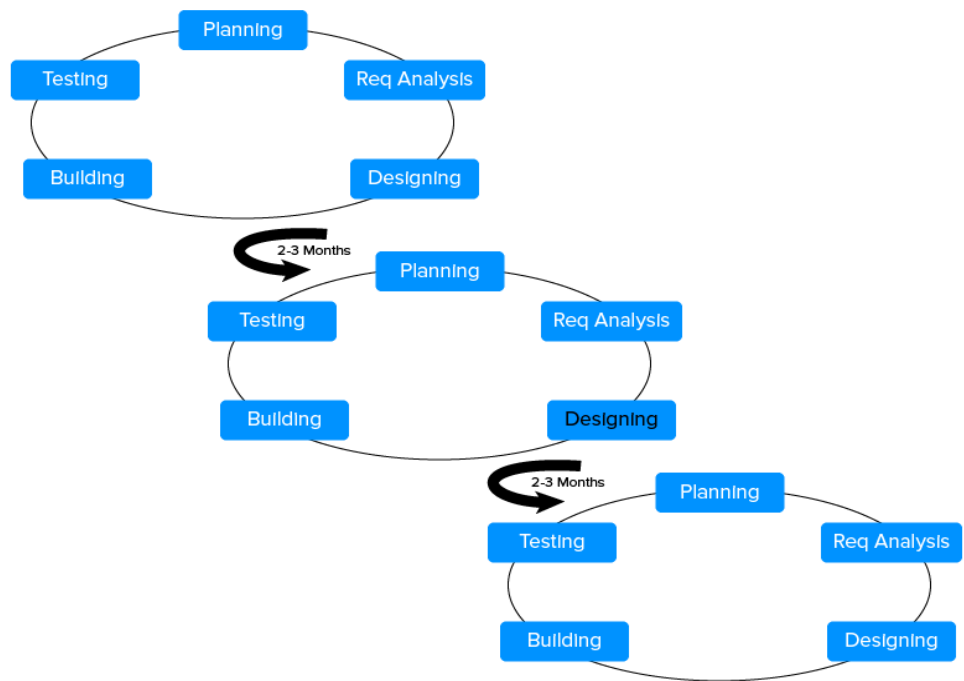 Planning
Testing
Req Analysis
Building
Designing
2-3 Months
Planning
Testing
Req Analysis
Building
Designing
2-3 Months
Planning
Testing
Req Analysis
Building
Designing